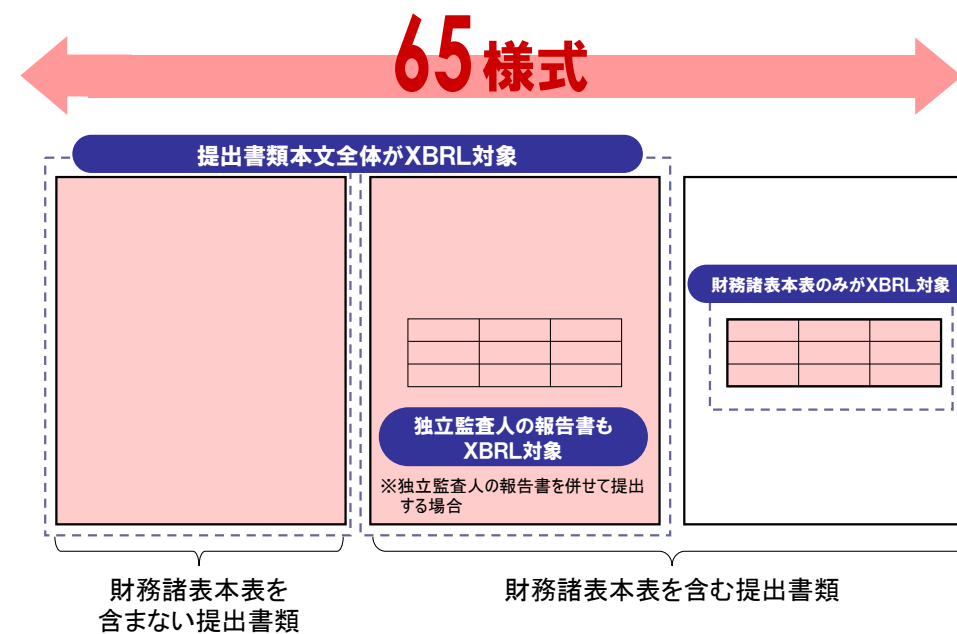 65様式
提出書類本文全体がXBRL対象
財務諸表本表のみがXBRL対象
独立監査人の報告書も
XBRL対象
※独立監査人の報告書を併せて提出
する場合
財務諸表本表を
含まない提出書類
財務諸表本表を含む提出書類